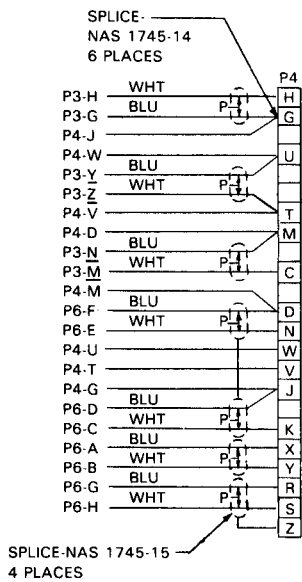 SPLICE-
NAS 1745-14
6 PLACES
P4
P3-H WHT H
P3-G BLU P G
P4-J
P4-W U
P3-Y BLU
P3-Z WHT P
P4-V T
P4-D M
P3-N BLU
P3-M WHT P C
P4-M
P6-F BLU D
P6-E WHT P N
P4-U W
P4-T V
P4-G J
P6-D BLU
P6-C WHT P K
P6-A BLU X
P6-B WHT P Y
P6-G BLU R
P6-H WHT P S
Z
SPLICE-NAS 1745-15
4 PLACES